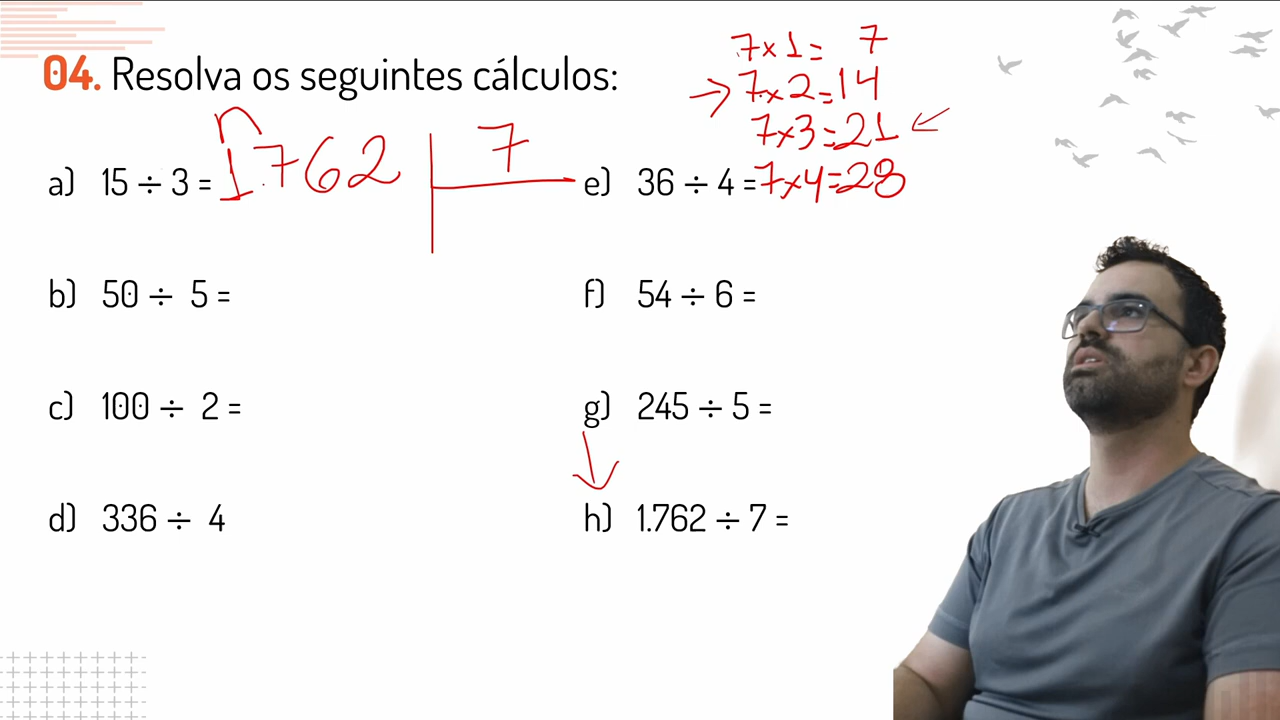 04. Resolva os seguintes cálculos:
7x1= 7
7x2=14
7x3=21
7x4=28
1762 7
a) 15 ÷ 3 =
b) 50 ÷ 5 =
c) 100 ÷ 2 =
d) 336 ÷ 4
e) 36 ÷ 4 =
f) 54 ÷ 6 =
g) 245 ÷ 5 =
h) 1.762 ÷ 7 =